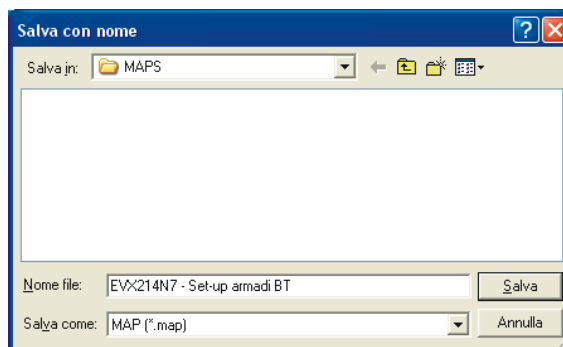 Salva con nome
Salva in: MAPS
Nome file: EVX214N7 - Set-up armadi BT Salva
Salva come: MAP (*.map) Annulla